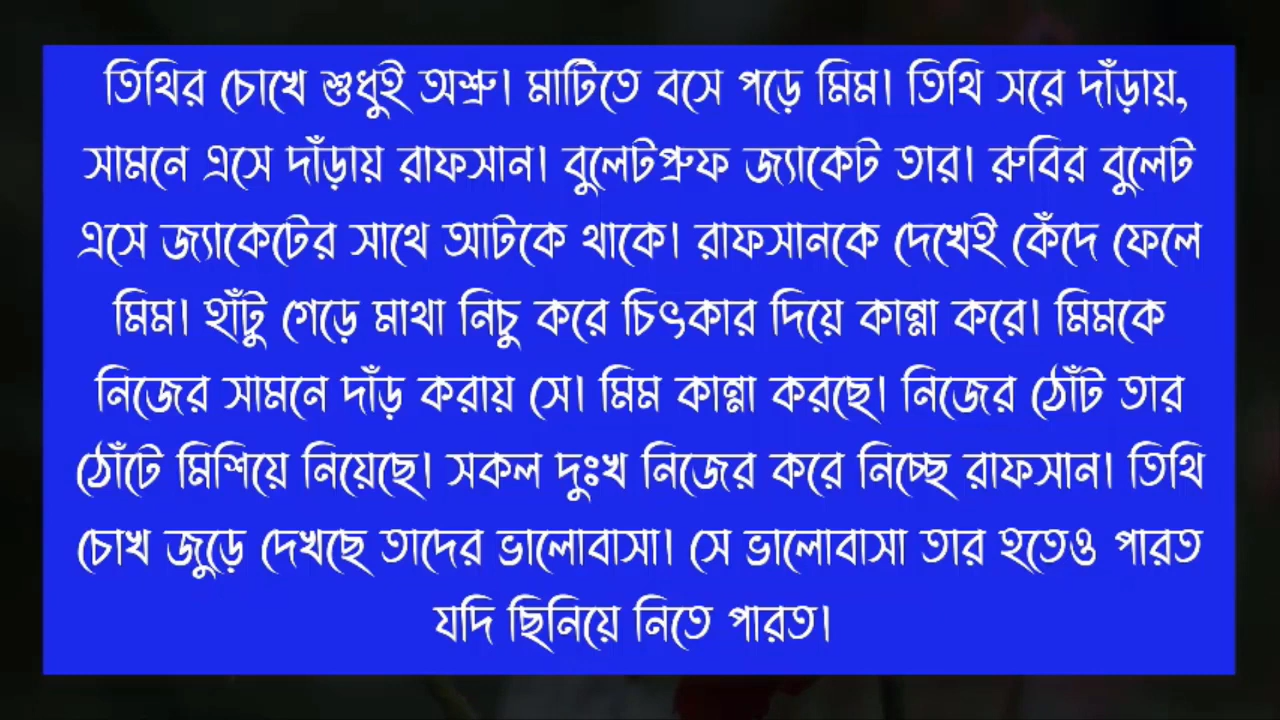 তিথির চোখে শুধুই অশ্রু। মাটিতে বসে পড়ে মিম। তিথি সরে দাঁড়ায়,
সামনে এসে দাঁড়ায় রাফসান। বুলেটপ্রুফ জ্যাকেট তার। রুবির বুলেট
এসে জ্যাকেটের সাথে আটকে থাকে। রাফসানকে দেখেই কেঁদে ফেলে
মিম। হাঁটু গেড়ে মাথা নিচু করে চিৎকার দিয়ে কান্না করে। মিমকে
নিজের সামনে দাঁড় করায় সে। মিম কান্না করছে। নিজের ঠোঁট তার
ঠোঁটে মিশিয়ে নিয়েছে। সকল দুঃখ নিজের করে নিচ্ছে রাফসান। তিথি
চোখ জুড়ে দেখছে তাদের ভালোবাসা। সে ভালোবাসা তার হতেও পারত
যদি ছিনিয়ে নিতে পারত।